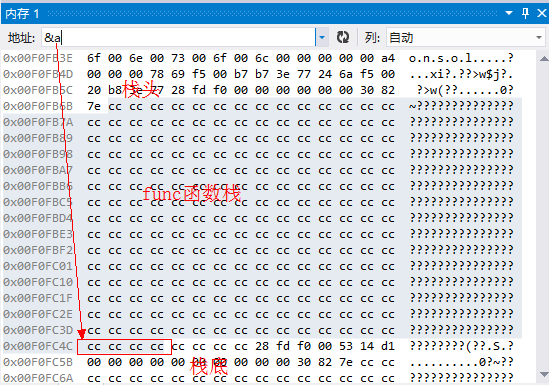 内存 1
地址: &a 列: 自动
0x00F0FB3E 6f 00 6e 00 73 00 6f 00 6c 00 00 00 00 00 a4 o.n.s.o.l.....?
0x00F0FB4D 00 00 00 78 69 f5 00 b7 b7 3e 77 24 6a f5 00 ...xi?.??>w$j?.
0x00F0FB5C 20 b8 3e 77 28 fd f0 00 00 00 00 00 00 30 82 ?>w(??......0?
栈头
0x00F0FB6B 7e cc cc cc cc cc cc cc cc cc cc cc cc cc cc ~??????????????
0x00F0FB7A cc cc cc cc cc cc cc cc cc cc cc cc cc cc cc ???????????????
0x00F0FB89 cc cc cc cc cc cc cc cc cc cc cc cc cc cc cc ???????????????
0x00F0FB98 cc cc cc cc cc cc cc cc cc cc cc cc cc cc cc ???????????????
0x00F0FBA7 cc cc cc cc cc cc cc cc cc cc cc cc cc cc cc ???????????????
0x00F0FBB6 cc cc cc cc cc cc cc cc cc cc cc cc cc cc cc ???????????????
func函数栈
0x00F0FBC5 cc cc cc cc cc cc cc cc cc cc cc cc cc cc cc ???????????????
0x00F0FBD4 cc cc cc cc cc cc cc cc cc cc cc cc cc cc cc ???????????????
0x00F0FBE3 cc cc cc cc cc cc cc cc cc cc cc cc cc cc cc ???????????????
0x00F0FBF2 cc cc cc cc cc cc cc cc cc cc cc cc cc cc cc ???????????????
0x00F0FC01 cc cc cc cc cc cc cc cc cc cc cc cc cc cc cc ???????????????
0x00F0FC10 cc cc cc cc cc cc cc cc cc cc cc cc cc cc cc ???????????????
0x00F0FC1F cc cc cc cc cc cc cc cc cc cc cc cc cc cc cc ???????????????
0x00F0FC2E cc cc cc cc cc cc cc cc cc cc cc cc cc cc cc ???????????????
0x00F0FC3D cc cc cc cc cc cc cc cc cc cc cc cc cc cc cc ???????????????
0x00F0FC4C cc cc cc cc cc cc cc cc 28 fd f0 00 53 14 d1 ????????(??.S.?
0x00F0FC5B 00 00 00 00 00 00 00 00 00 30 82 7e cc cc ..........0?~??
栈底
0x00F0FC6A cc cc cc cc cc cc cc cc cc cc cc cc cc cc cc ???????????????